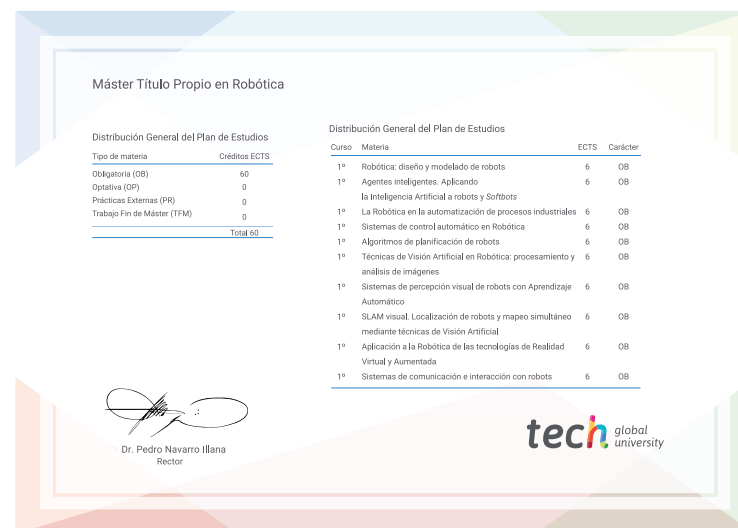 Máster Título Propio en Robótica
Distribución General del Plan de Estudios
Tipo de materia Créditos ECTS
Obligatoria (OB) 60
Optativa (OP) 0
Prácticas Externas (PR) 0
Trabajo Fin de Máster (TFM) 0
Total 60
Distribución General del Plan de Estudios
Curso Materia ECTS Carácter
1º Robótica: diseño y modelado de robots 6 OB
1º Agentes inteligentes. Aplicando 6 OB
la Inteligencia Artificial a robots y Softbots
1º La Robótica en la automatización de procesos industriales 6 OB
1º Sistemas de control automático en Robótica 6 OB
1º Algoritmos de planificación de robots 6 OB
1º Técnicas de Visión Artificial en Robótica: procesamiento y 6 OB
análisis de imágenes
1º Sistemas de percepción visual de robots con Aprendizaje 6 OB
Automático
1º SLAM visual. Localización de robots y mapeo simultáneo 6 OB
mediante técnicas de Visión Artificial
1º Aplicación a la Robótica de las tecnologías de Realidad 6 OB
Virtual y Aumentada
1º Sistemas de comunicación e interacción con robots 6 OB
Dr. Pedro Navarro Illana
Rector
tech global
university